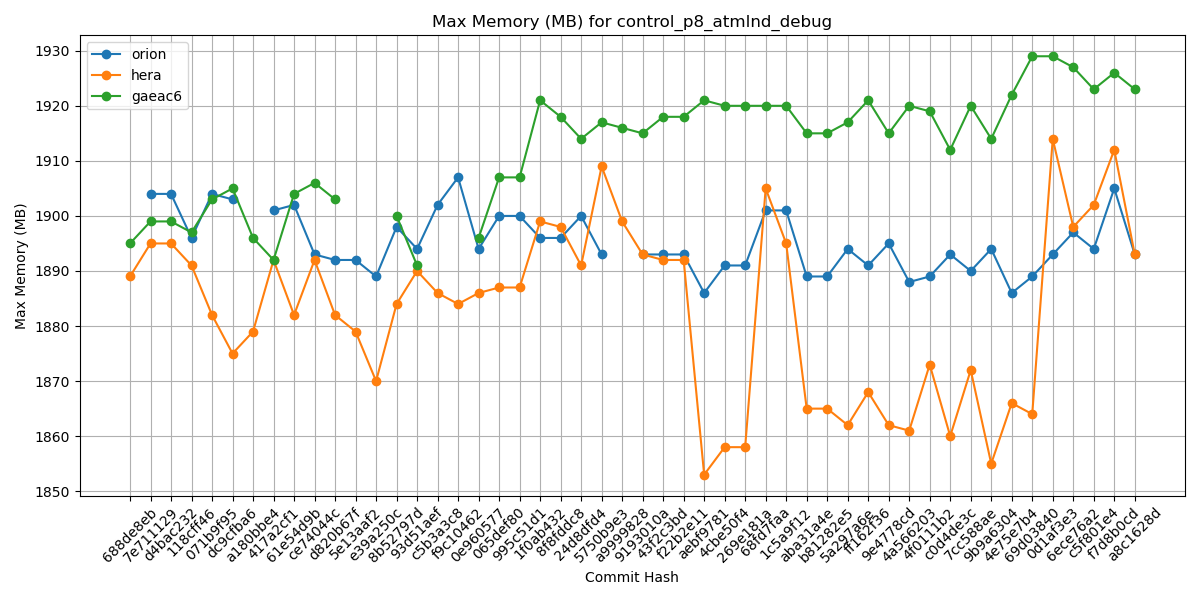 Max Memory (MB) for control_p8_atmlnd_debug
orion
hera
gaeac6
Max Memory (MB)
1930
1920
1910
1900
1890
1880
1870
1860
1850
688de8eb
7e711129
d4bac232
118cff46
071b9f95
dc9cfba6
a180bbe4
417a2cf1
61e54d9b
ce74044c
d820b67f
5e13aaf2
e39a250c
8b52797d
93d51aef
c5b3a3c8
f9c10462
0e960577
065def80
995c51d1
1f0ab432
8f8fddc8
24d8dfd4
5750b9e3
a9999828
9193010a
43f2c3bd
f22b2e11
aebf9781
4cbe50f4
269e181a
68fd7faa
1c5a9f12
aba31a4e
b81282e5
5a297a6e
ff162f36
9e4778cd
4a566203
4f011b2
c0d4de3c
7cc588ae
9b9a6304
4e75e7b4
69d03840
0d1af3e3
6ece76a2
c5f801e4
f7d8b0cd
a8c1628d
Commit Hash